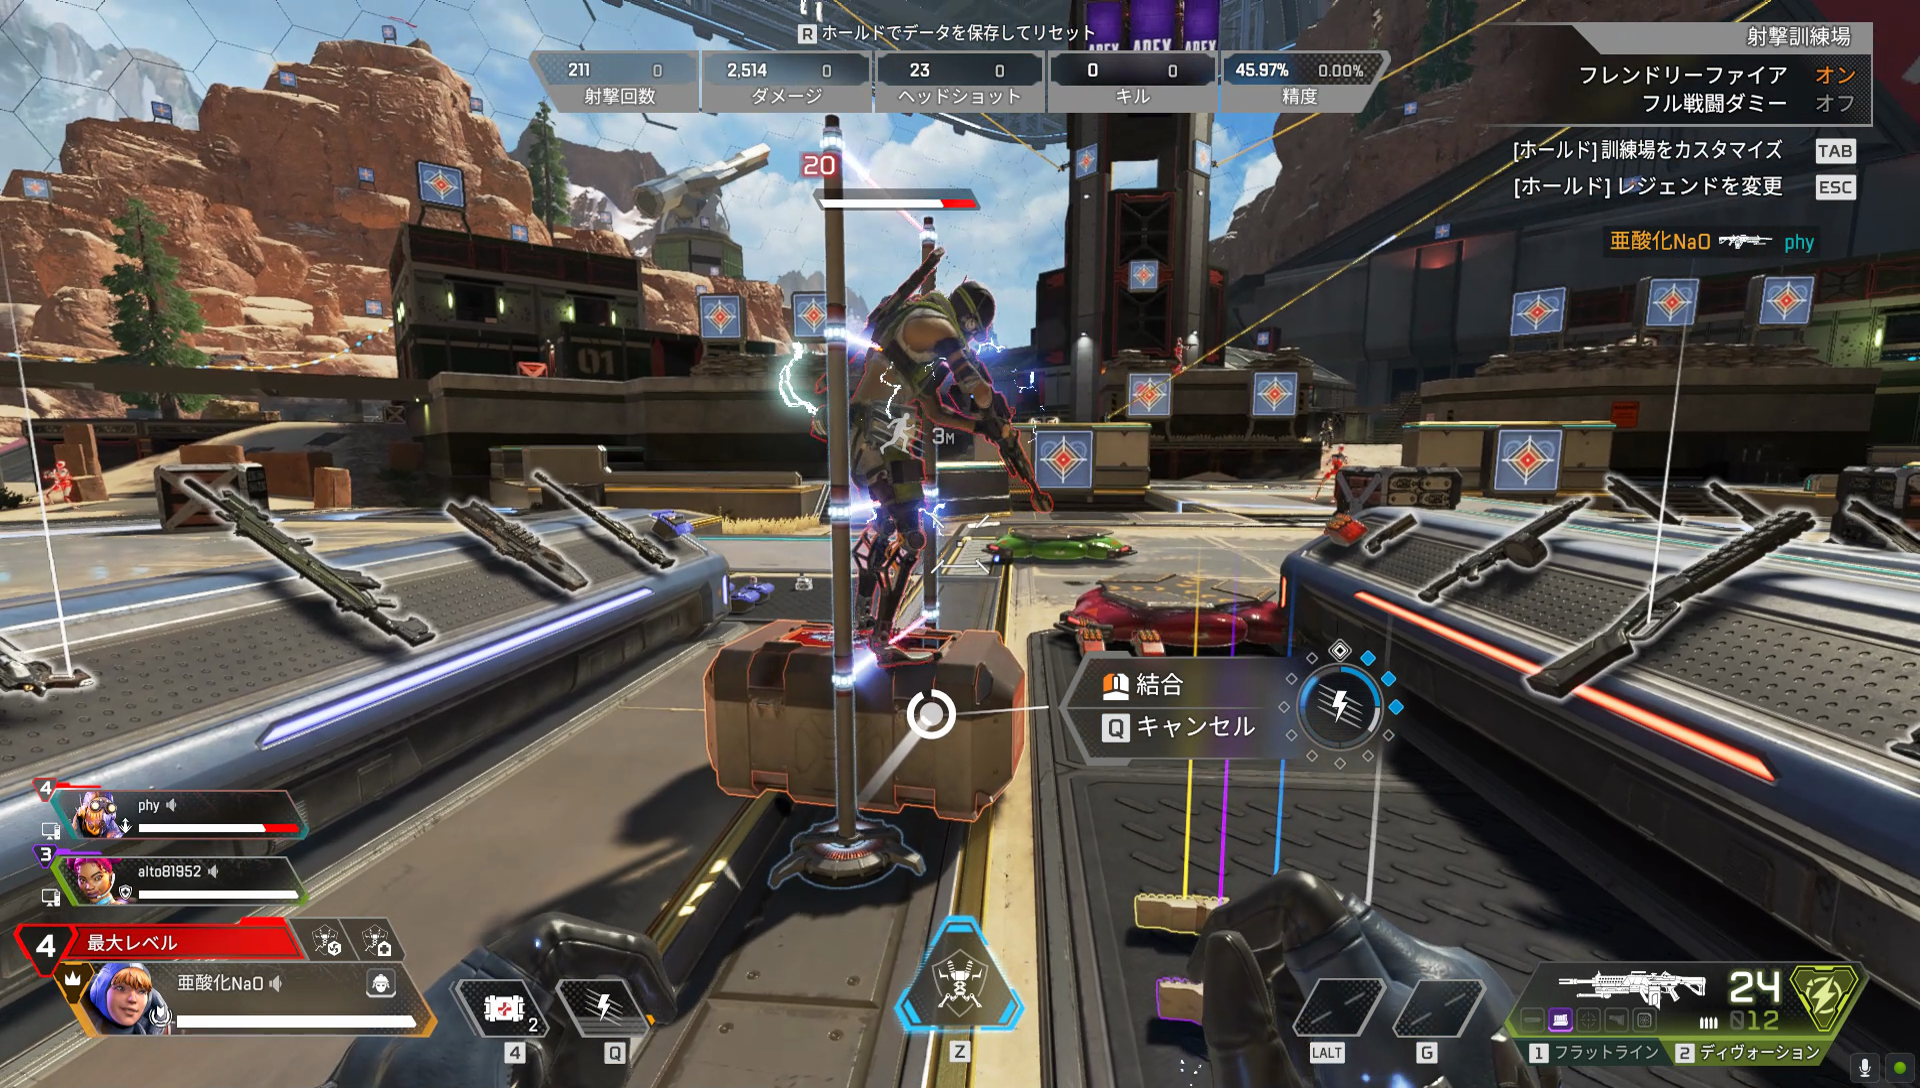 R ホールドでデータを保存してリセット
APEX APEX APEX
211 0 2,514 0 23 0 0 0 45.97% 0.00%
射撃回数 ダメージ ヘッドショット キル 精度
射撃訓練場
フレンドリーファイア オン
フル戦闘ダミー オフ
[ホールド]訓練場をカスタマイズ TAB
[ホールド]レジェンドを変更 ESC
亜酸化NaO phy
20
01
3M
結合
Q キャンセル
4 phy
3 alto81952
4 最大レベル
亜酸化NaO
2
4 Q Z LALT G
24
012
1 フラットライン 2 ディヴォーション